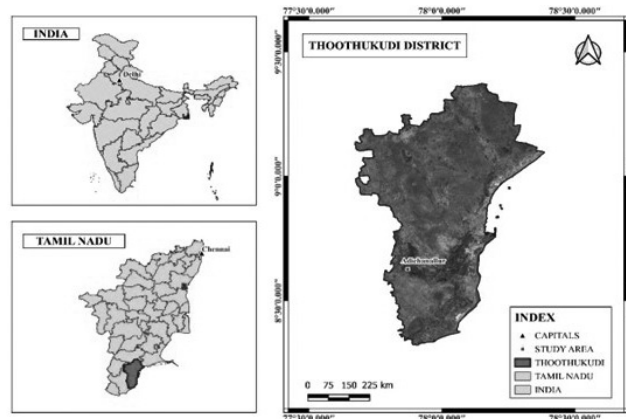 INDIA
Delhi
TAMIL NADU
Chennai
77°30'0.000" 78°0'0.000" 78°30'0.000"
THOOTHUKUDI DISTRICT
9°30'0.000"
9°0'0.000"
8°30'0.000"
Adichanallur
INDEX
CAPITALS
STUDY AREA
THOOTHUKUDI
TAMIL NADU
INDIA
0 75 150 225 km
77°30'0.000" 78°0'0.000" 78°30'0.000"